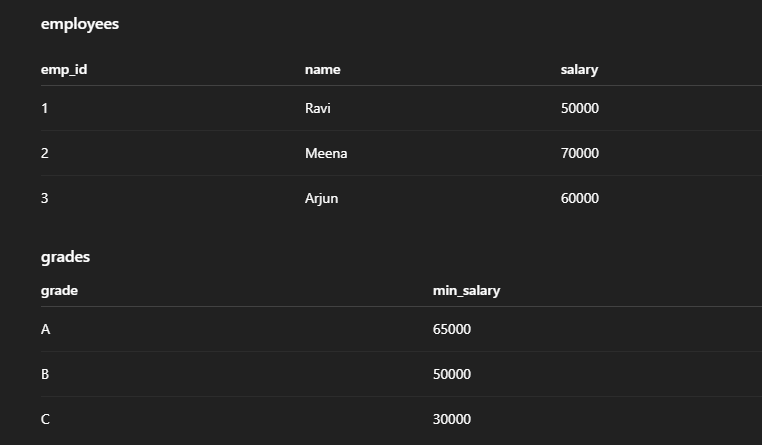 employees
emp_id name salary
1 Ravi 50000
2 Meena 70000
3 Arjun 60000
grades
grade min_salary
A 65000
B 50000
C 30000